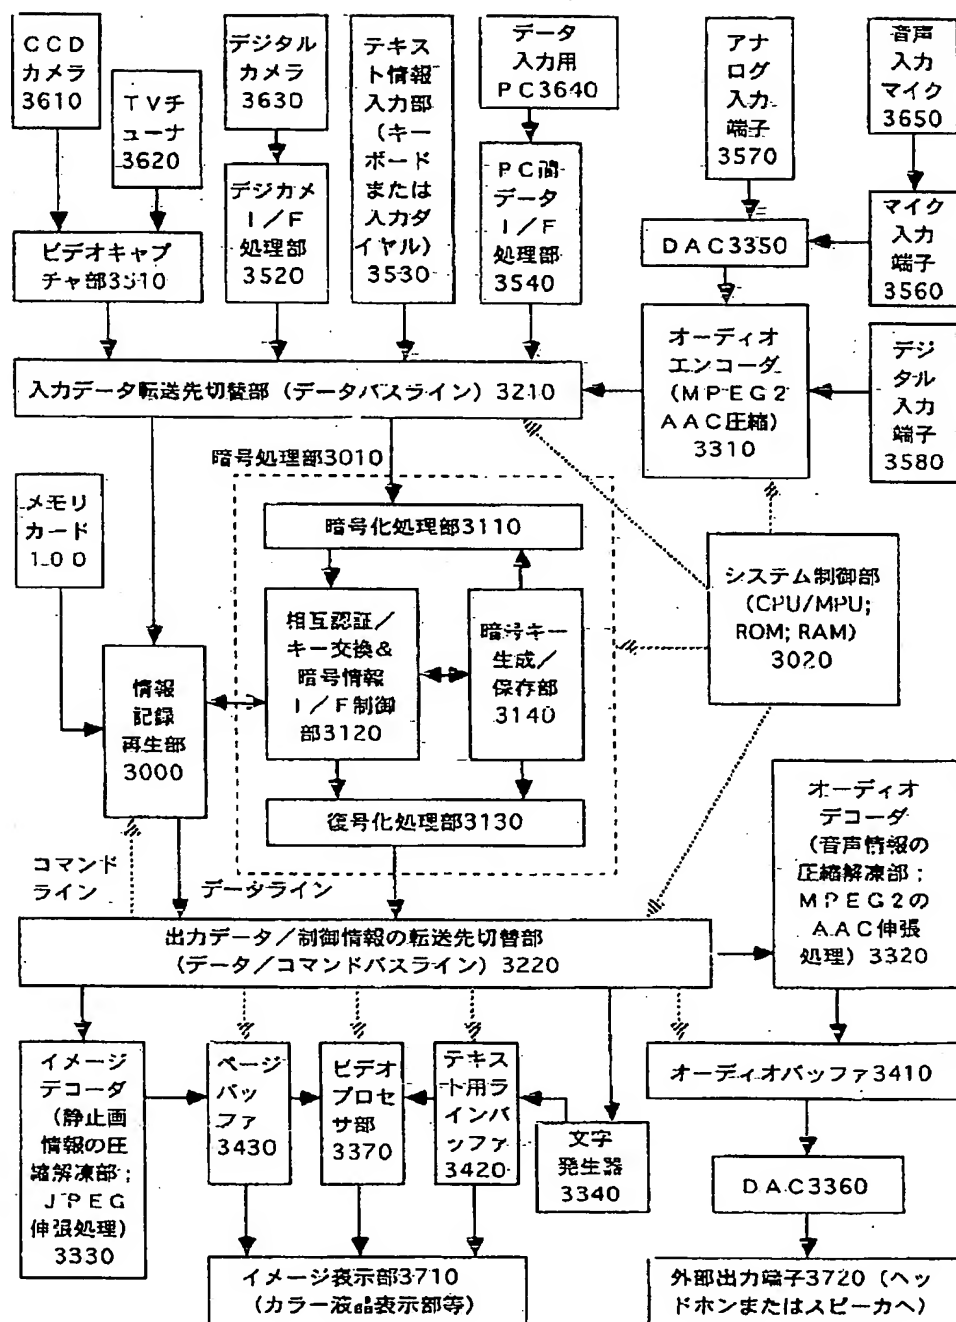 CCD
カメラ
3610
TVチ
ューナ
3620
デジタル
カメラ
3630
テキス
ト情報
入力部
(キー
ボード
または
入力ダ
イヤル)
3530
データ
入力用
PC3640
アナ
ログ
入力
端子
3570
音声
入力
マイク
3650
ビデオキャプ
チャ部3510
デジカメ
I/F
処理部
3520
PC間
データ
I/F
処理部
3540
DAC3350
マイク
入力
端子
3560
オーディオ
エンコーダ
(MPEG2
AAC圧縮)
3310
デジ
タル
入力
端子
3580
入力データ転送先切替部(データバスライン)3210
暗号処理部3010
メモリ
カード
100
暗号化処理部3110
システム制御部
(CPU/MPU;
ROM; RAM)
3020
情報
記録
再生部
3000
相互認証/
キー交換&
暗号情報
I/F制御
部3120
暗号キー
生成/
保存部
3140
復号化処理部3130
オーディオ
デコーダ
(音声情報の
圧縮解凍部;
MPEG2の
AAC伸張
処理)3320
コマンド
ライン
データライン
出力データ/制御情報の転送先切替部
(データ/コマンドバスライン)3220
イメージ
デコーダ
(静止画
情報の圧
縮解凍部;
JPEG
伸張処理)
3330
ページ
バッ
ファ
3430
ビデオ
プロセ
サ部
3370
テキス
ト用ラ
インバ
ッファ
3420
文字
発生器
3340
オーディオバッファ3410
DAC3360
イメージ表示部3710
(カラー液晶表示部等)
外部出力端子3720(ヘッ
ドホンまたはスピーカへ)